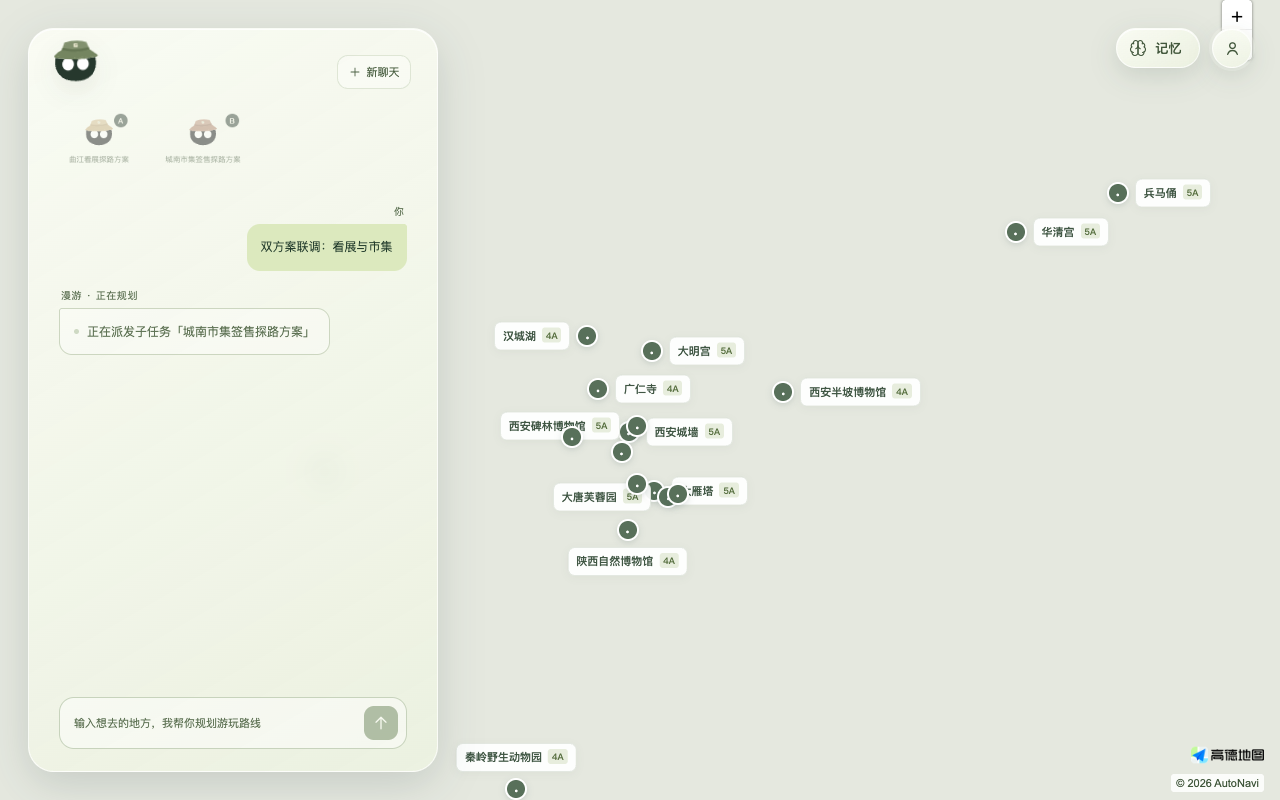 新聊天
A
B
曲江看展探路方案
城南市集签售探路方案
你
双方案联调：看展与市集
漫游 · 正在规划
正在派发子任务「城南市集签售探路方案」
输入想去的地方，我帮你规划游玩路线
+
记忆
兵马俑 5A
华清宫 5A
汉城湖 4A
大明宫 5A
广仁寺 4A
西安半坡博物馆 4A
西安碑林博物馆 5A
西安城墙 5A
大唐芙蓉园 5A
雁塔 5A
陕西自然博物馆 4A
秦岭野生动物园 4A
高德地图
© 2026 AutoNavi